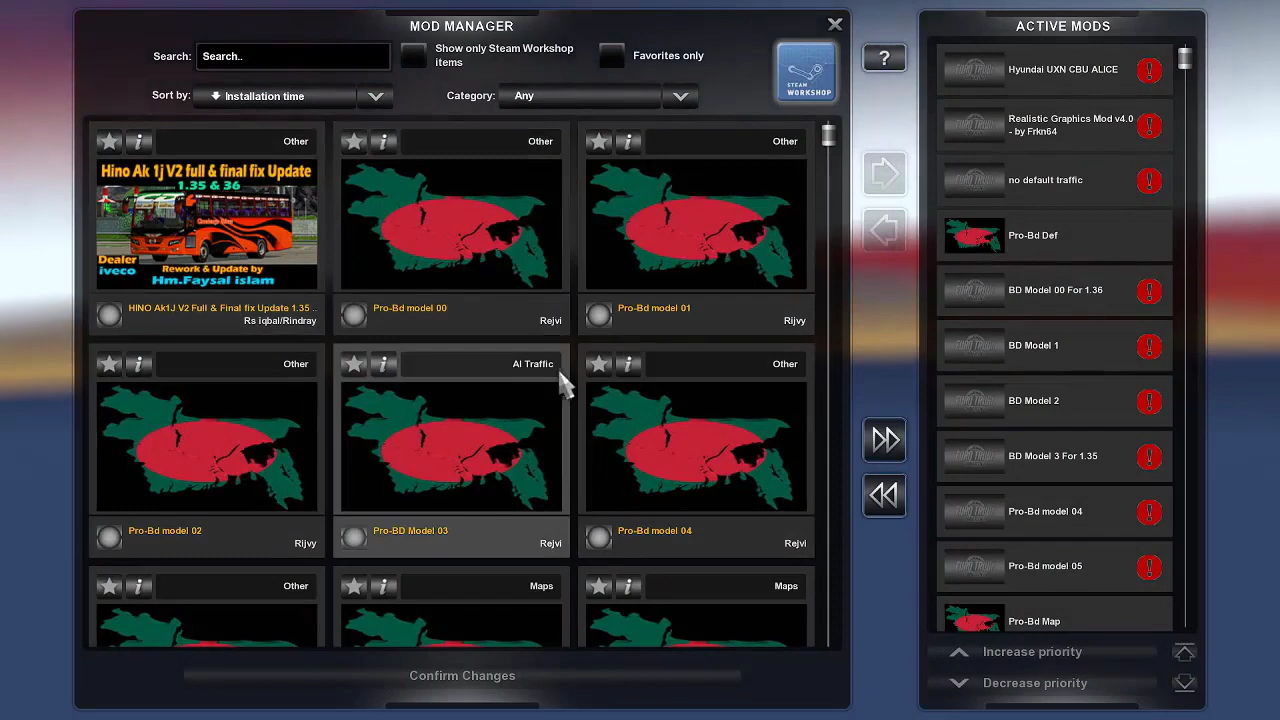 MOD MANAGER
Search:
Search..
Show only Steam Workshop
items
Favorites only
STEAM
WORKSHOP
Sort by:
Installation time
Category:
Any
Other
Other
Other
Hino Ak 1j V2 full & final fix Update
1.35 & 36
Dealer
iveco
Rework & Update by
Hm.Faysal islam
HINO Ak1J V2 Full & Final fix Update 1.35 ..
Rs iqbal/Rindray
Pro-Bd model 00
Rejvi
Pro-Bd model 01
Rijvy
Other
AI Traffic
Other
Pro-Bd model 02
Rijvy
Pro-BD Model 03
Rejvi
Pro-Bd model 04
Rejvi
Other
Maps
Maps
Confirm Changes
?
ACTIVE MODS
Hyundai UXN CBU ALICE
Realistic Graphics Mod v4.0
- by Frkn64
no default traffic
Pro-Bd Def
BD Model 00 For 1.36
BD Model 1
BD Model 2
BD Model 3 For 1.35
Pro-Bd model 04
Pro-Bd model 05
Pro-Bd Map
Increase priority
Decrease priority